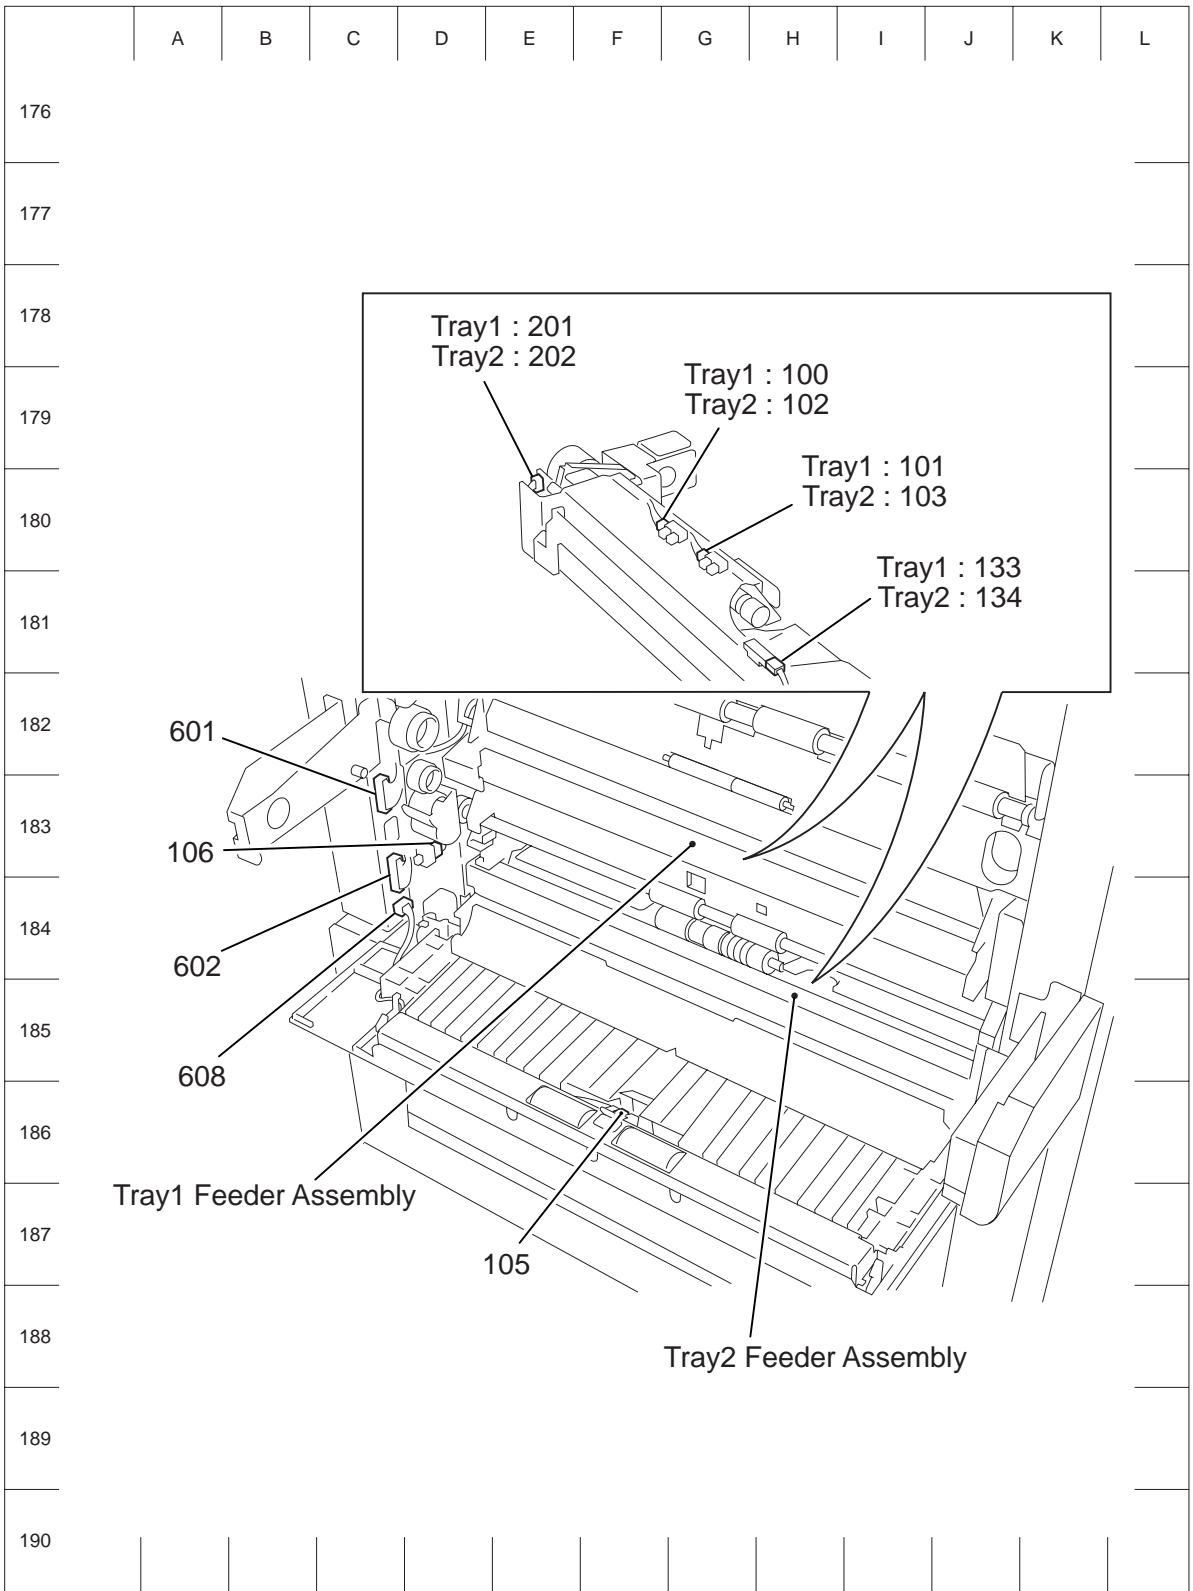 A B C D E F G H I J K L
176
177
178
Tray1 : 201
Tray2 : 202
Tray1 : 100
Tray2 : 102
179
Tray1 : 101
Tray2 : 103
180
Tray1 : 133
Tray2 : 134
181
182
601
183
106
184
602
185
608
186
Tray1 Feeder Assembly
187
105
188
Tray2 Feeder Assembly
189
190